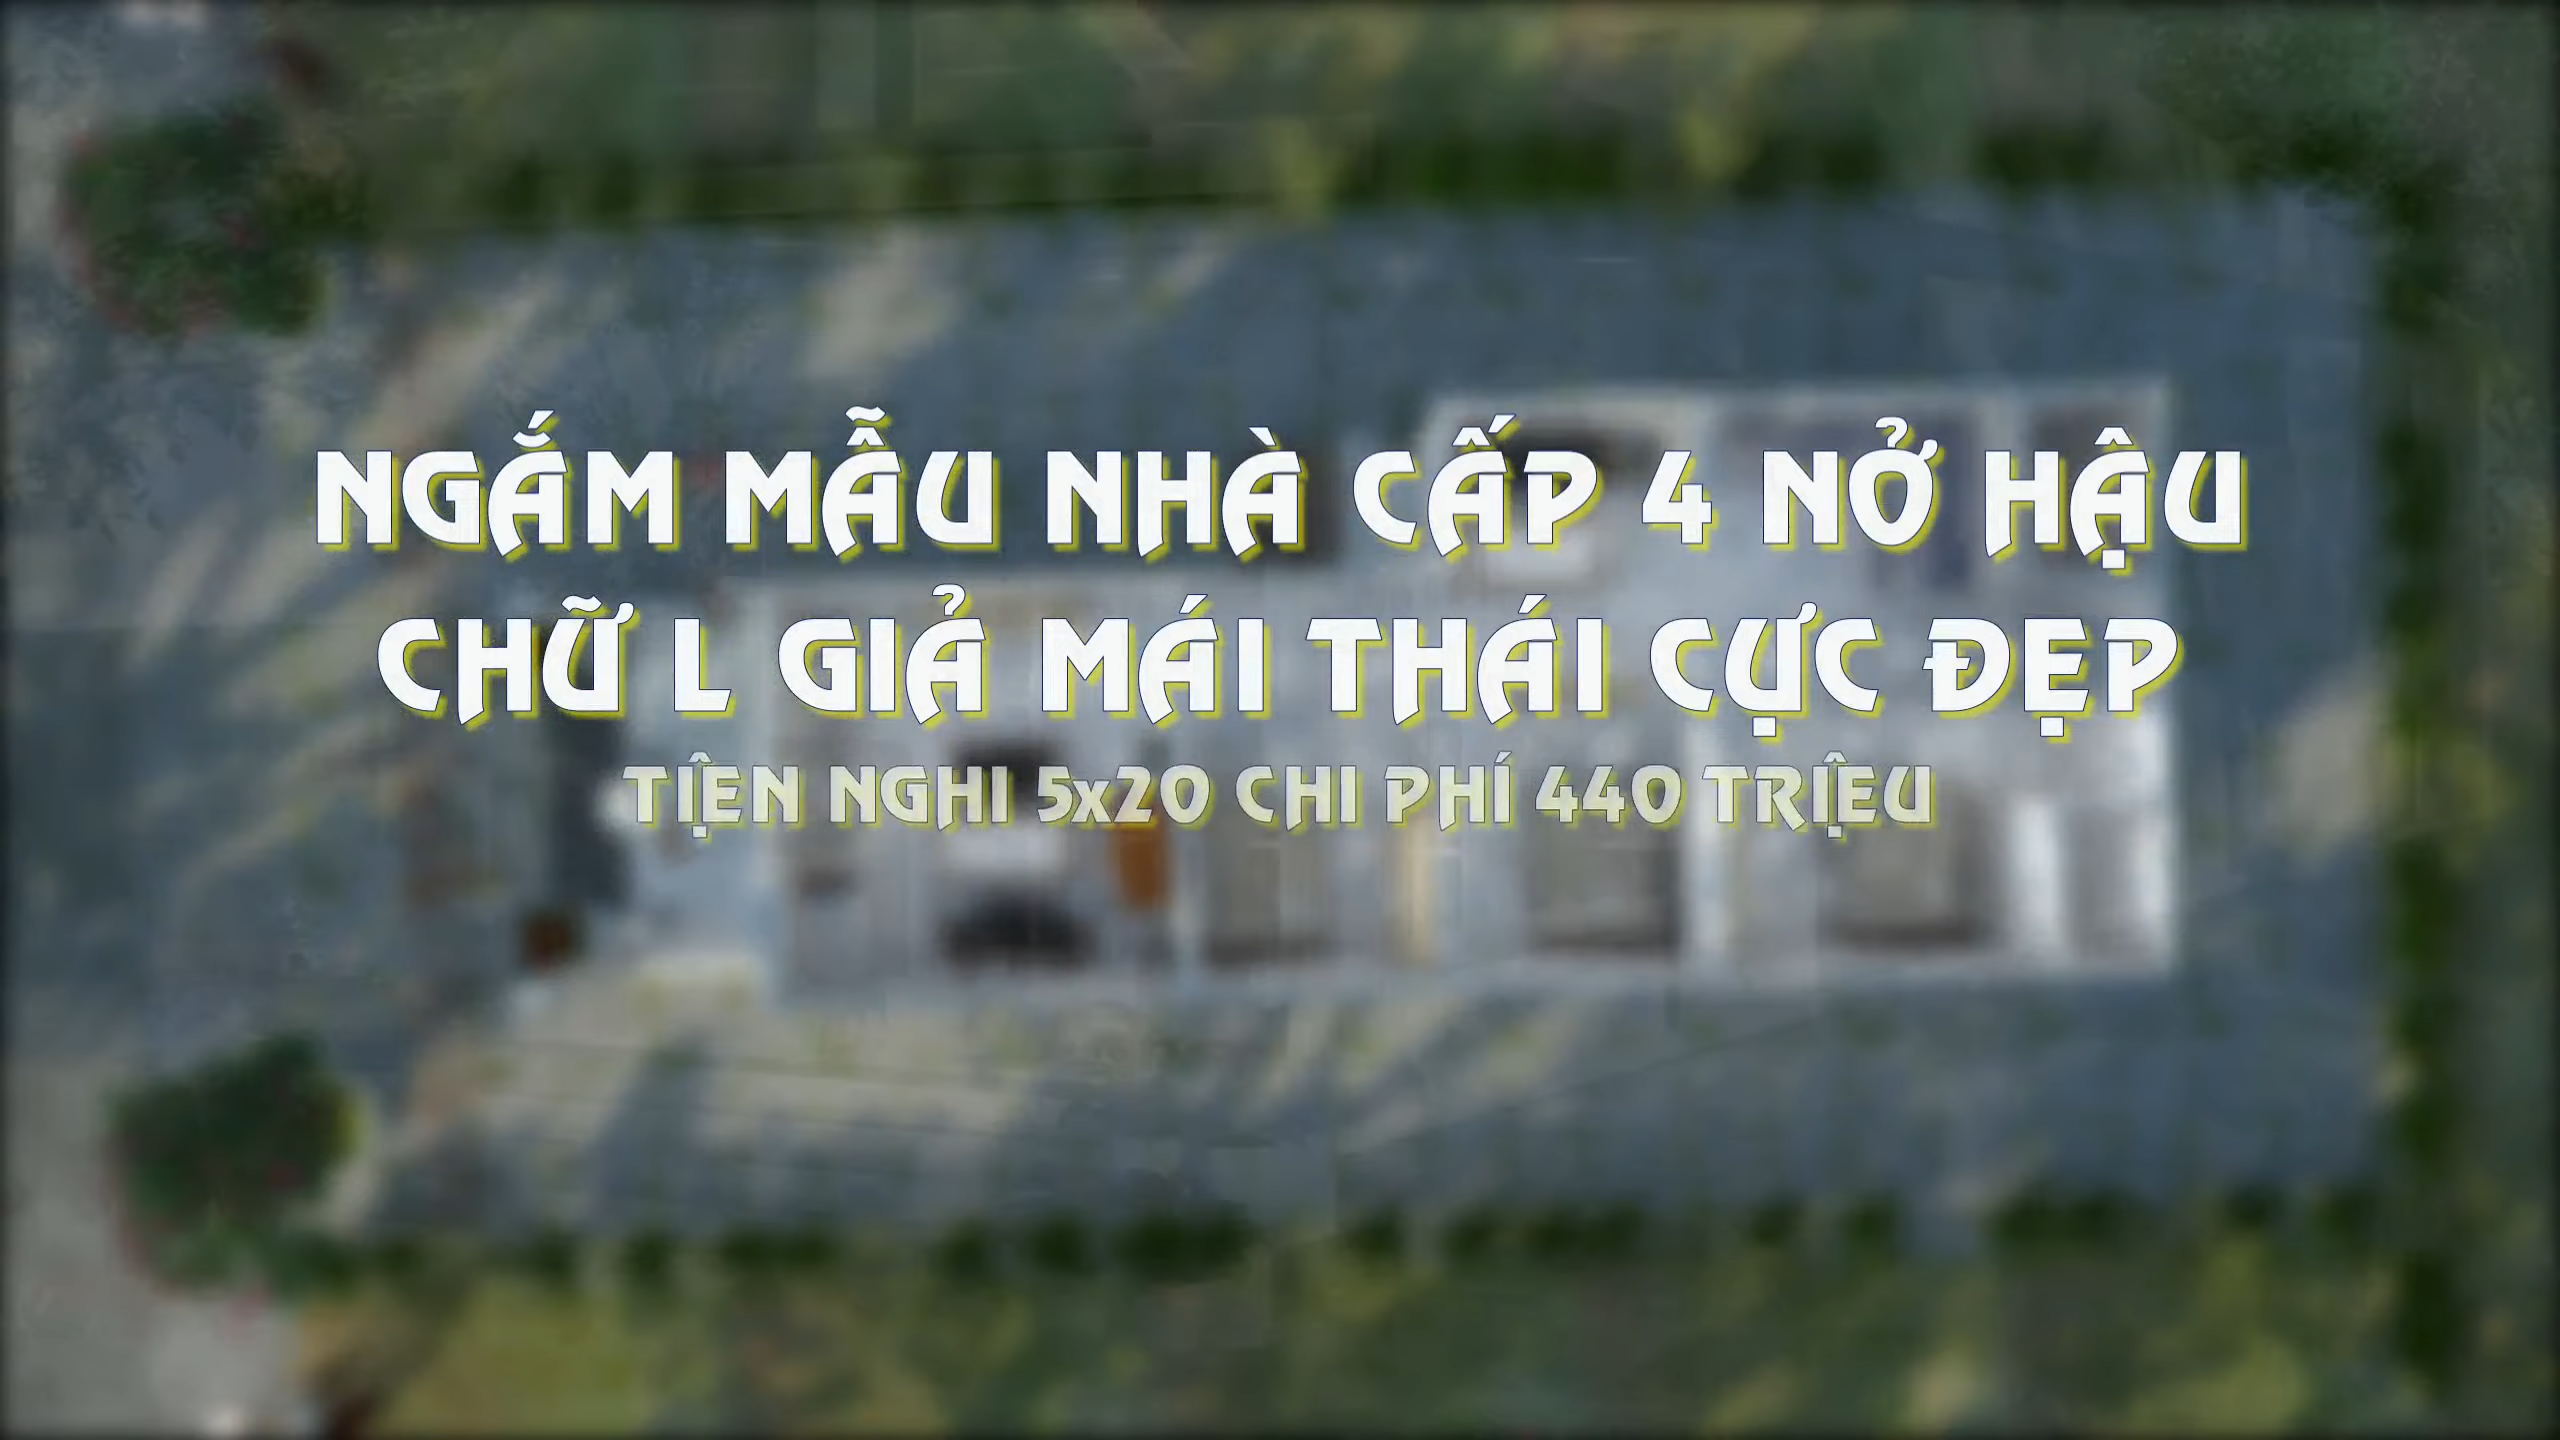 NGẮM MẪU NHÀ CẤP 4 NỞ HẬU
CHỮ L GIẢ MÁI THÁI CỰC ĐẸP
TIỆN NGHI 5x20 CHI PHÍ 440 TRIỆU